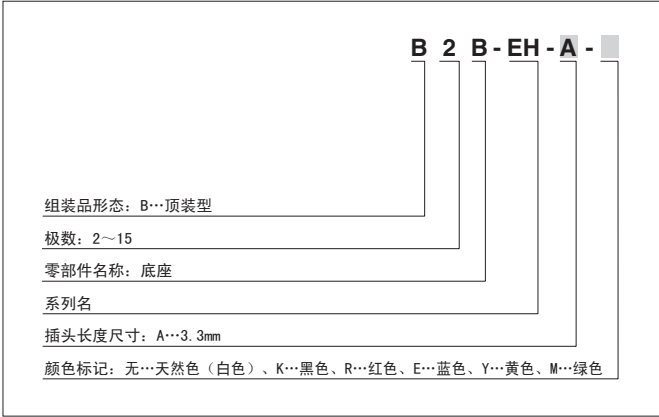 B 2 B - EH - A -
组装品形态：B…顶装型
极数：2～15
零部件名称：底座
系列名
插头长度尺寸：A…3.3mm
颜色标记：无…天然色（白色）、K…黑色、R…红色、E…蓝色、Y…黄色、M…绿色